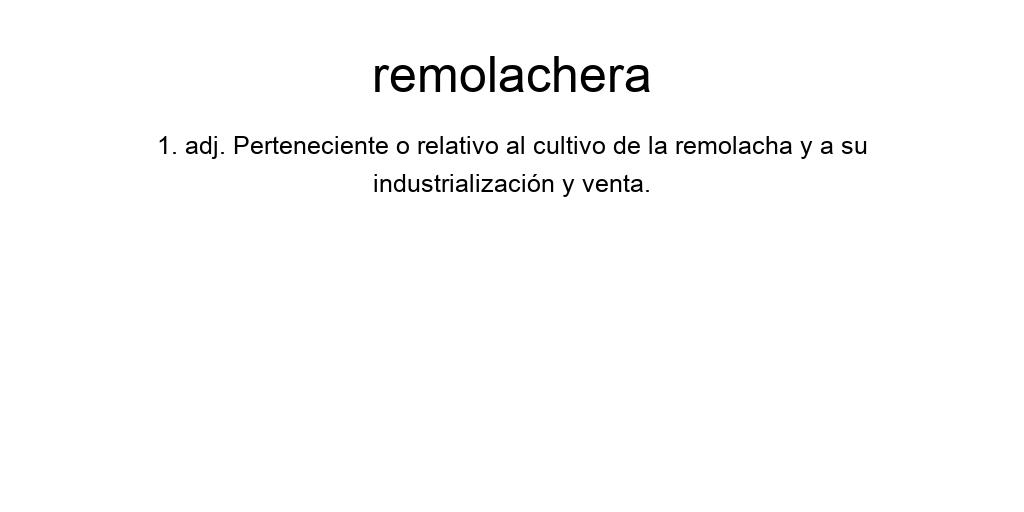 remolachera
1. adj. Perteneciente o relativo al cultivo de la remolacha y a su
industrialización y venta.